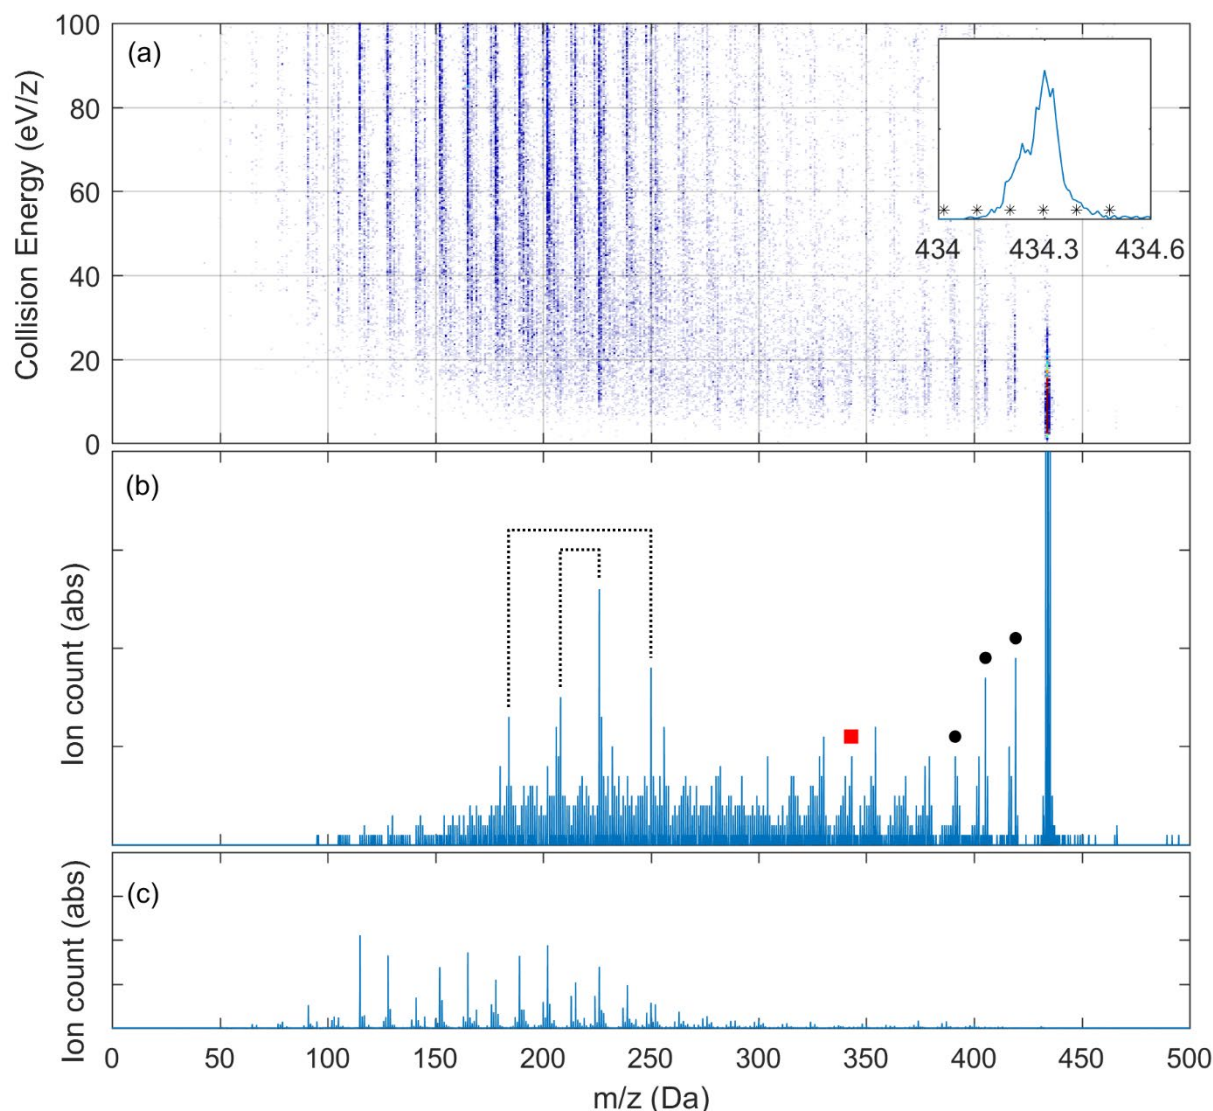 (a)
100
80
60
40
20
0
Collision Energy (eV/z)
434 434.3 434.6
(b)
Ion count (abs)
(c)
Ion count (abs)
0 50 100 150 200 250 300 350 400 450 500
m/z (Da)